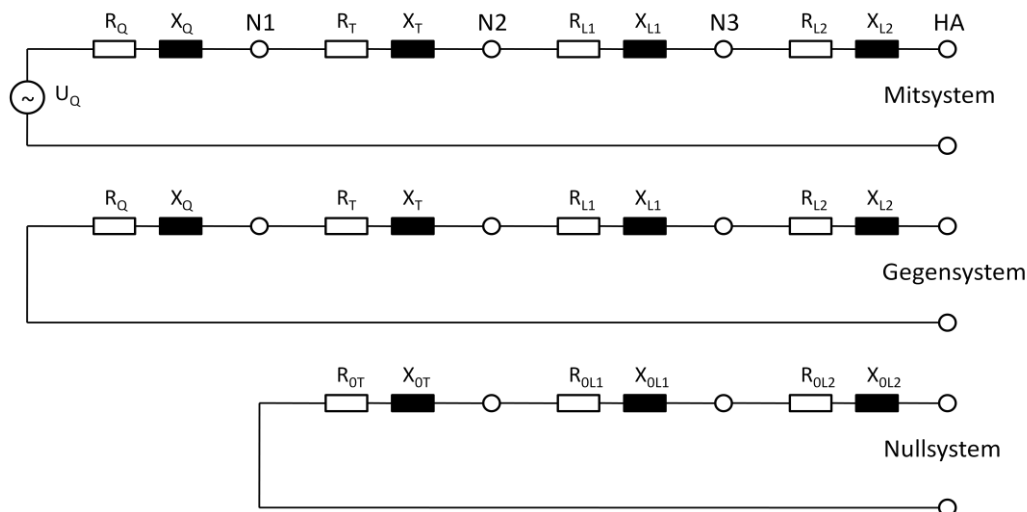 R_Q X_Q N1 R_T X_T N2 R_L1 X_L1 N3 R_L2 X_L2 HA
~ U_Q
Mitsystem
R_Q X_Q R_T X_T R_L1 X_L1 R_L2 X_L2
Gegensystem
R_0T X_0T R_0L1 X_0L1 R_0L2 X_0L2
Nullsystem